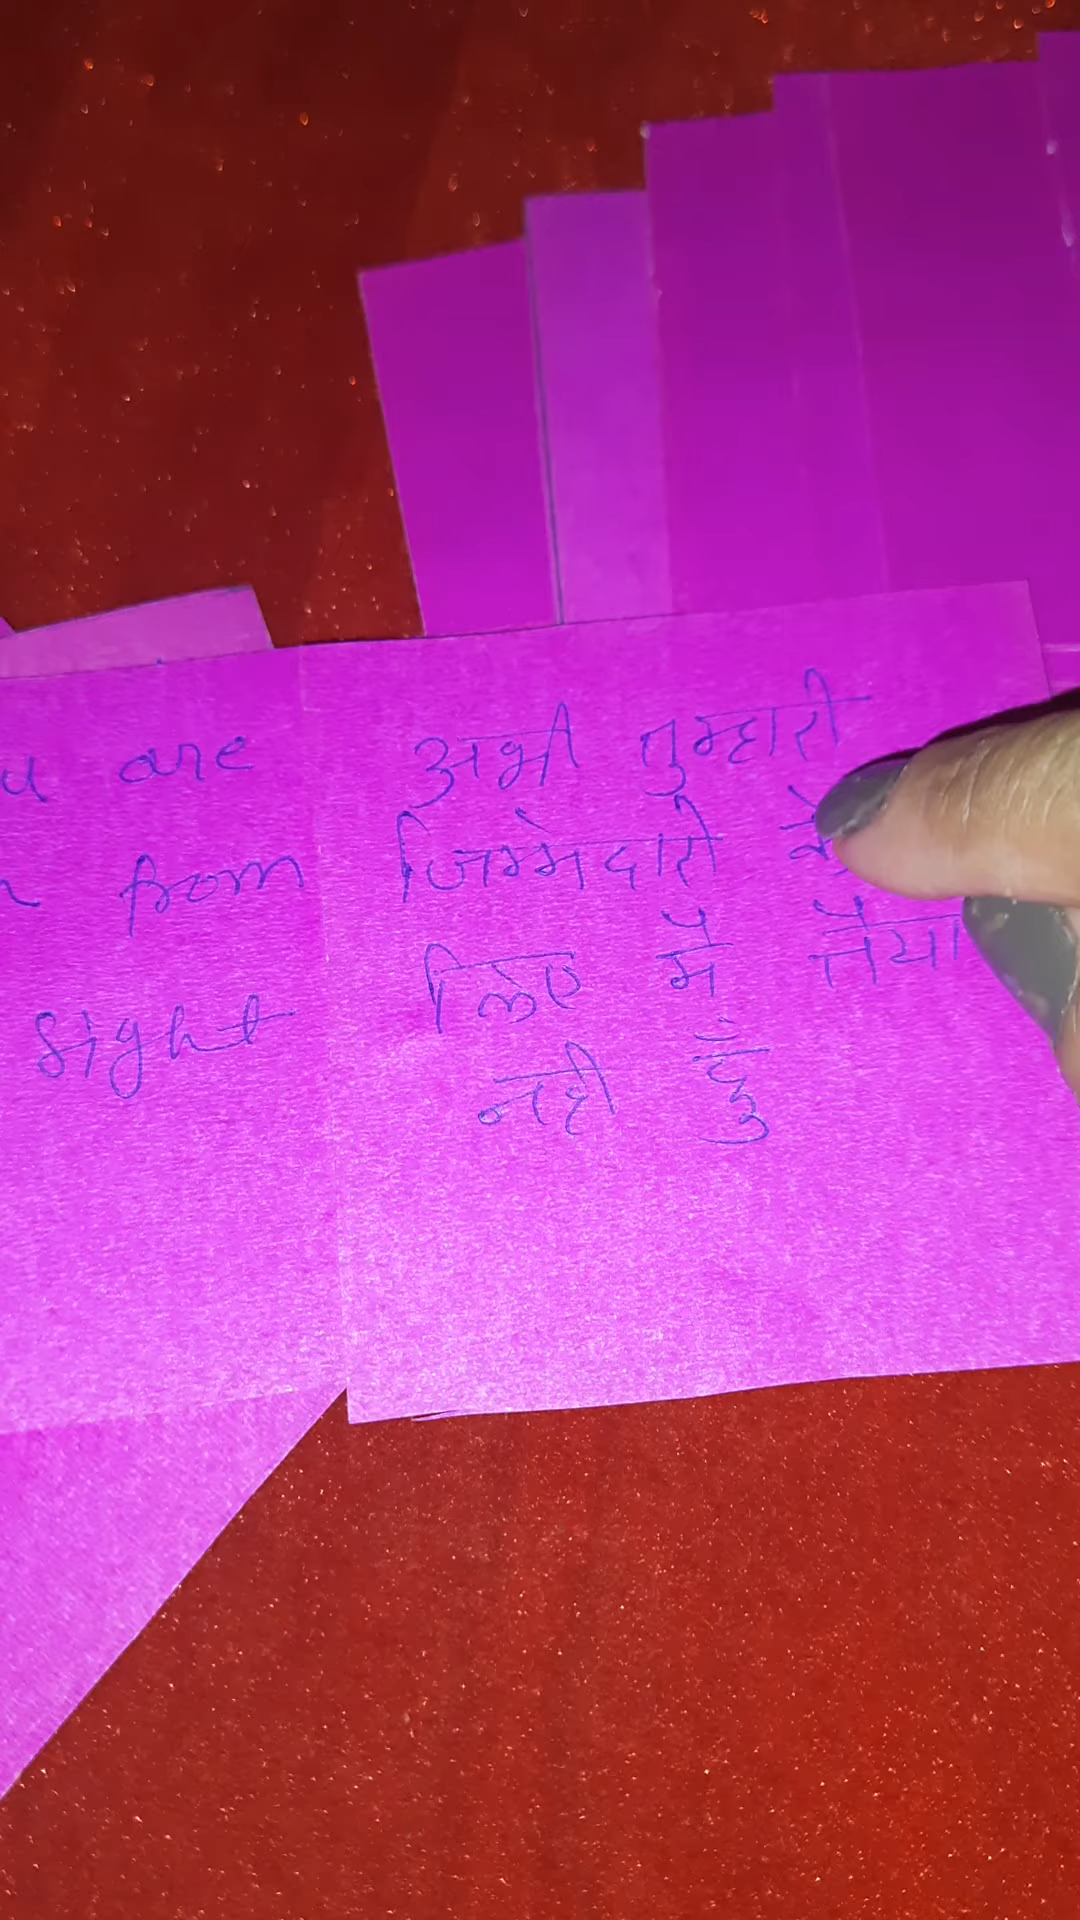 are
from
sight
अभी तुम्हारी
जिम्मेदारी
लिए मैं तैया
नही हुँ